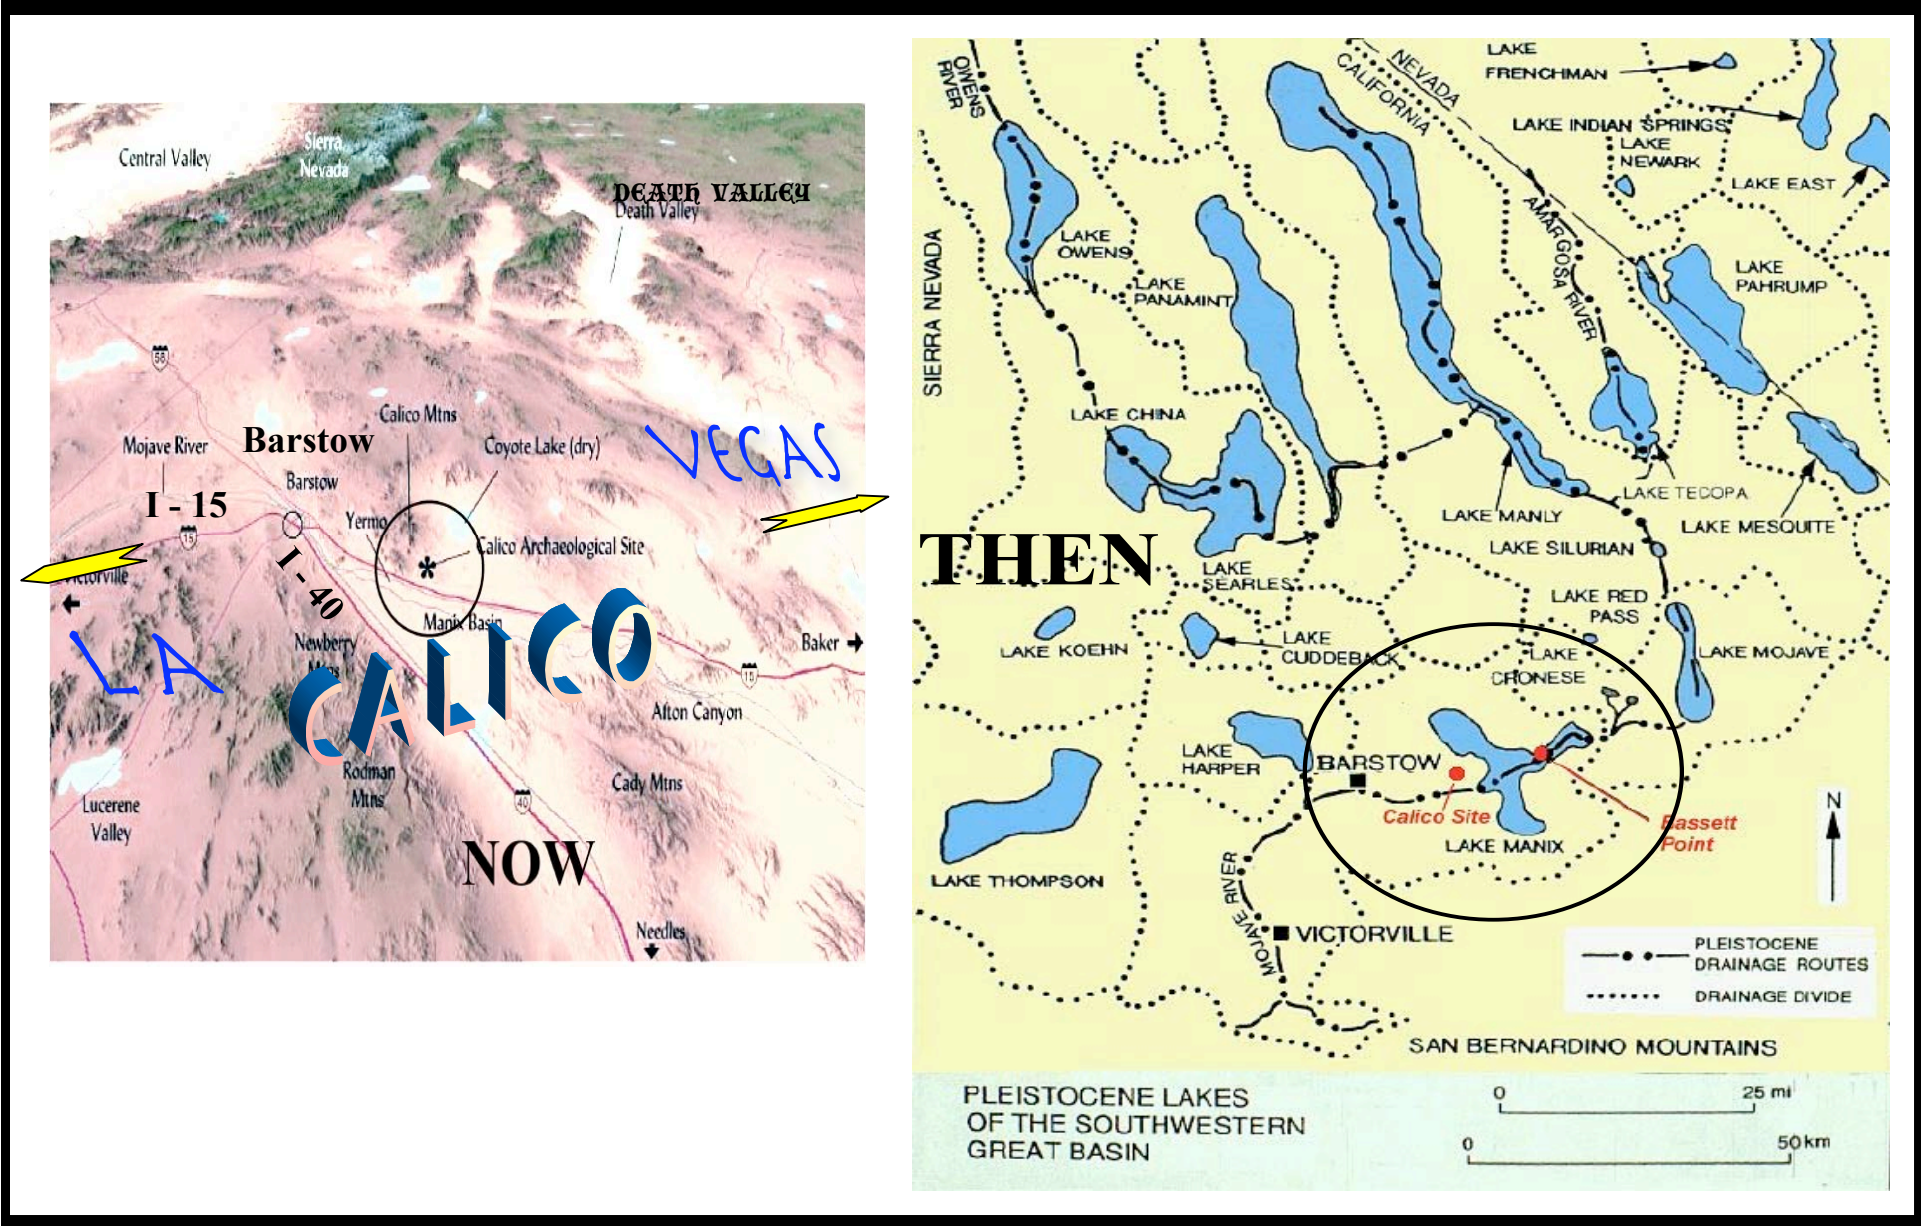 Central Valley
Sierra
Nevada
DEATH VALLEY
Death Valley
58
Calico Mtns
Mojave River
Barstow
Coyote Lake (dry)
VEGAS
Barstow
I - 15
15
Yermo
Calico Archaeological Site
*
Victorville
I - 40
Manix Basin
LA
Newberry
Mtns
CALICO
Baker
15
Afton Canyon
Rodman
Mtns
Cady Mtns
40
Lucerene
Valley
NOW
Needles
OWENS
RIVER
NEVADA
CALIFORNIA
LAKE
FRENCHMAN
LAKE INDIAN SPRINGS
LAKE
NEWARK
LAKE EAST
AMARGOSA RIVER
SIERRA NEVADA
LAKE
OWENS
LAKE
PANAMINT
LAKE
PAHRUMP
LAKE CHINA
LAKE TECOPA
LAKE MANLY
LAKE MESQUITE
THEN
LAKE SILURIAN
LAKE
SEARLES
LAKE RED
PASS
LAKE KOEHN
LAKE
CUDDEBACK
LAKE
CRONESE
LAKE MOJAVE
LAKE
HARPER
BARSTOW
Calico Site
Bassett
Point
LAKE MANIX
N
LAKE THOMPSON
MOJAVE RIVER
VICTORVILLE
PLEISTOCENE
DRAINAGE ROUTES
DRAINAGE DIVIDE
SAN BERNARDINO MOUNTAINS
PLEISTOCENE LAKES
OF THE SOUTHWESTERN
GREAT BASIN
0 25 mi
0 50 km